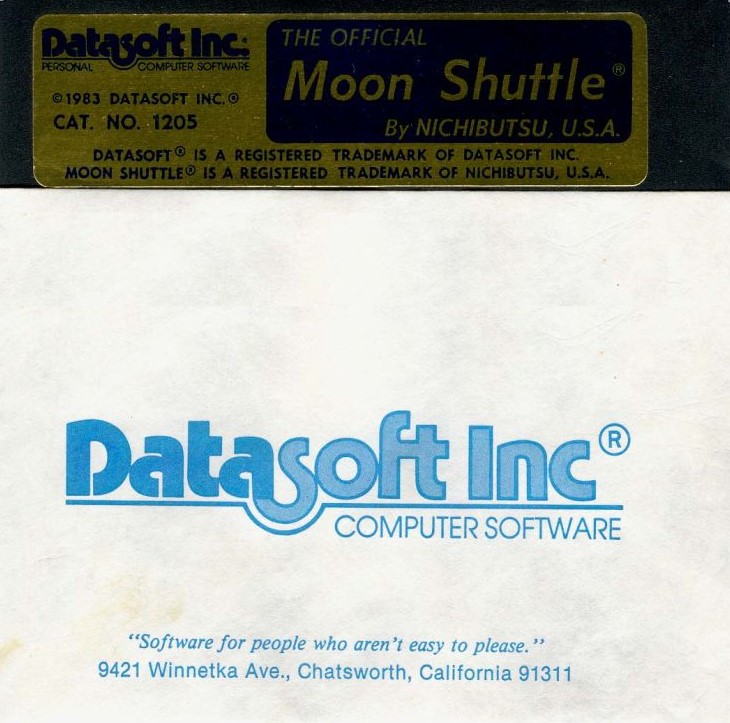 Datasoft Inc.®
PERSONAL COMPUTER SOFTWARE
©1983 DATASOFT INC.®
CAT. NO. 1205
THE OFFICIAL
Moon Shuttle®
By NICHIBUTSU, U.S.A.
DATASOFT® IS A REGISTERED TRADEMARK OF DATASOFT INC.
MOON SHUTTLE® IS A REGISTERED TRADEMARK OF NICHIBUTSU, U.S.A.
Datasoft Inc®
COMPUTER SOFTWARE
“Software for people who aren’t easy to please.”
9421 Winnetka Ave., Chatsworth, California 91311